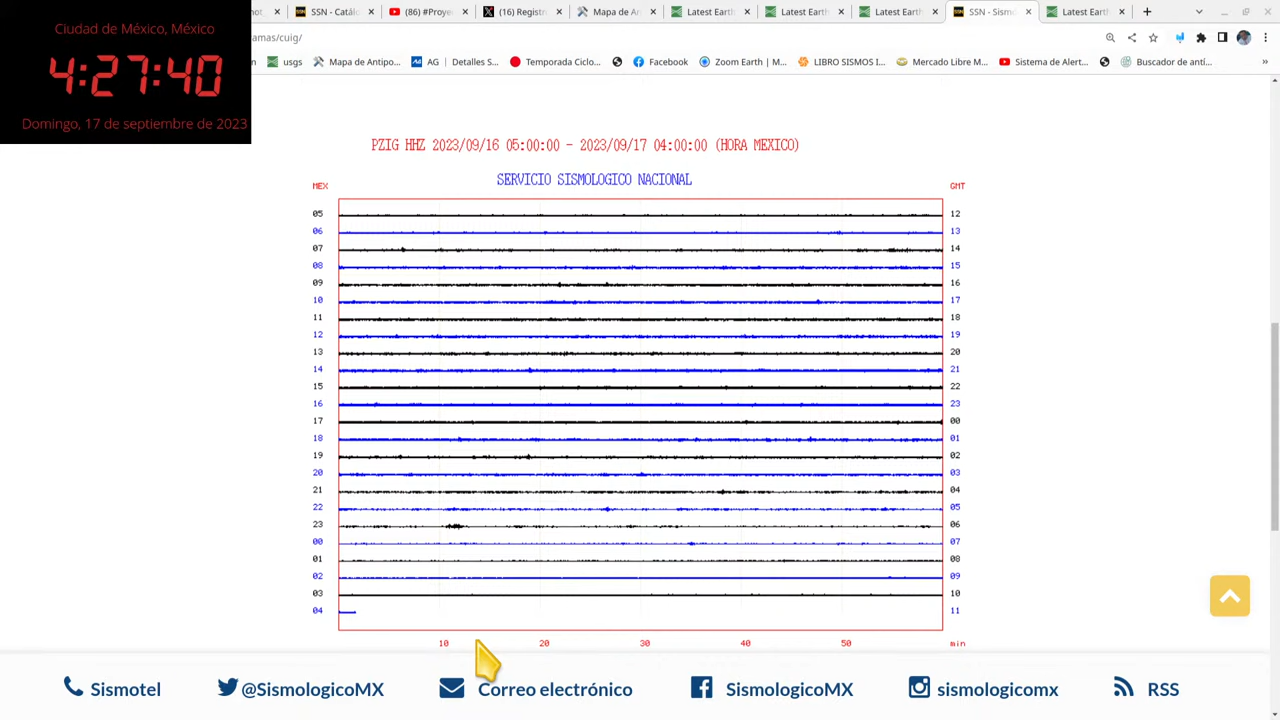 Ciudad de México, México
4:27:40
Domingo, 17 de septiembre de 2023
SSN - Catálo
(86) #Proye
(16) Registr
Mapa de An
Latest Earth
Latest Earth
Latest Earth
SSN - Sismo
Latest Earth
amas/cuig/
usgs
Mapa de Antipo...
AG
Detalles S...
Temporada Ciclo...
Facebook
Zoom Earth | M...
LIBRO SISMOS I...
Mercado Libre M...
Sistema de Alert...
Buscador de antí...
PZIG HHZ 2023/09/16 05:00:00 - 2023/09/17 04:00:00 (HORA MEXICO)
SERVICIO SISMOLOGICO NACIONAL
MEX GMT
05 12
06 13
07 14
08 15
09 16
10 17
11 18
12 19
13 20
14 21
15 22
16 23
17 00
18 01
19 02
20 03
21 04
22 05
23 06
00 07
01 08
02 09
03 10
04 11
10 20 30 40 50 min
Sismotel
@SismologicoMX
Correo electrónico
SismologicoMX
sismologicomx
RSS